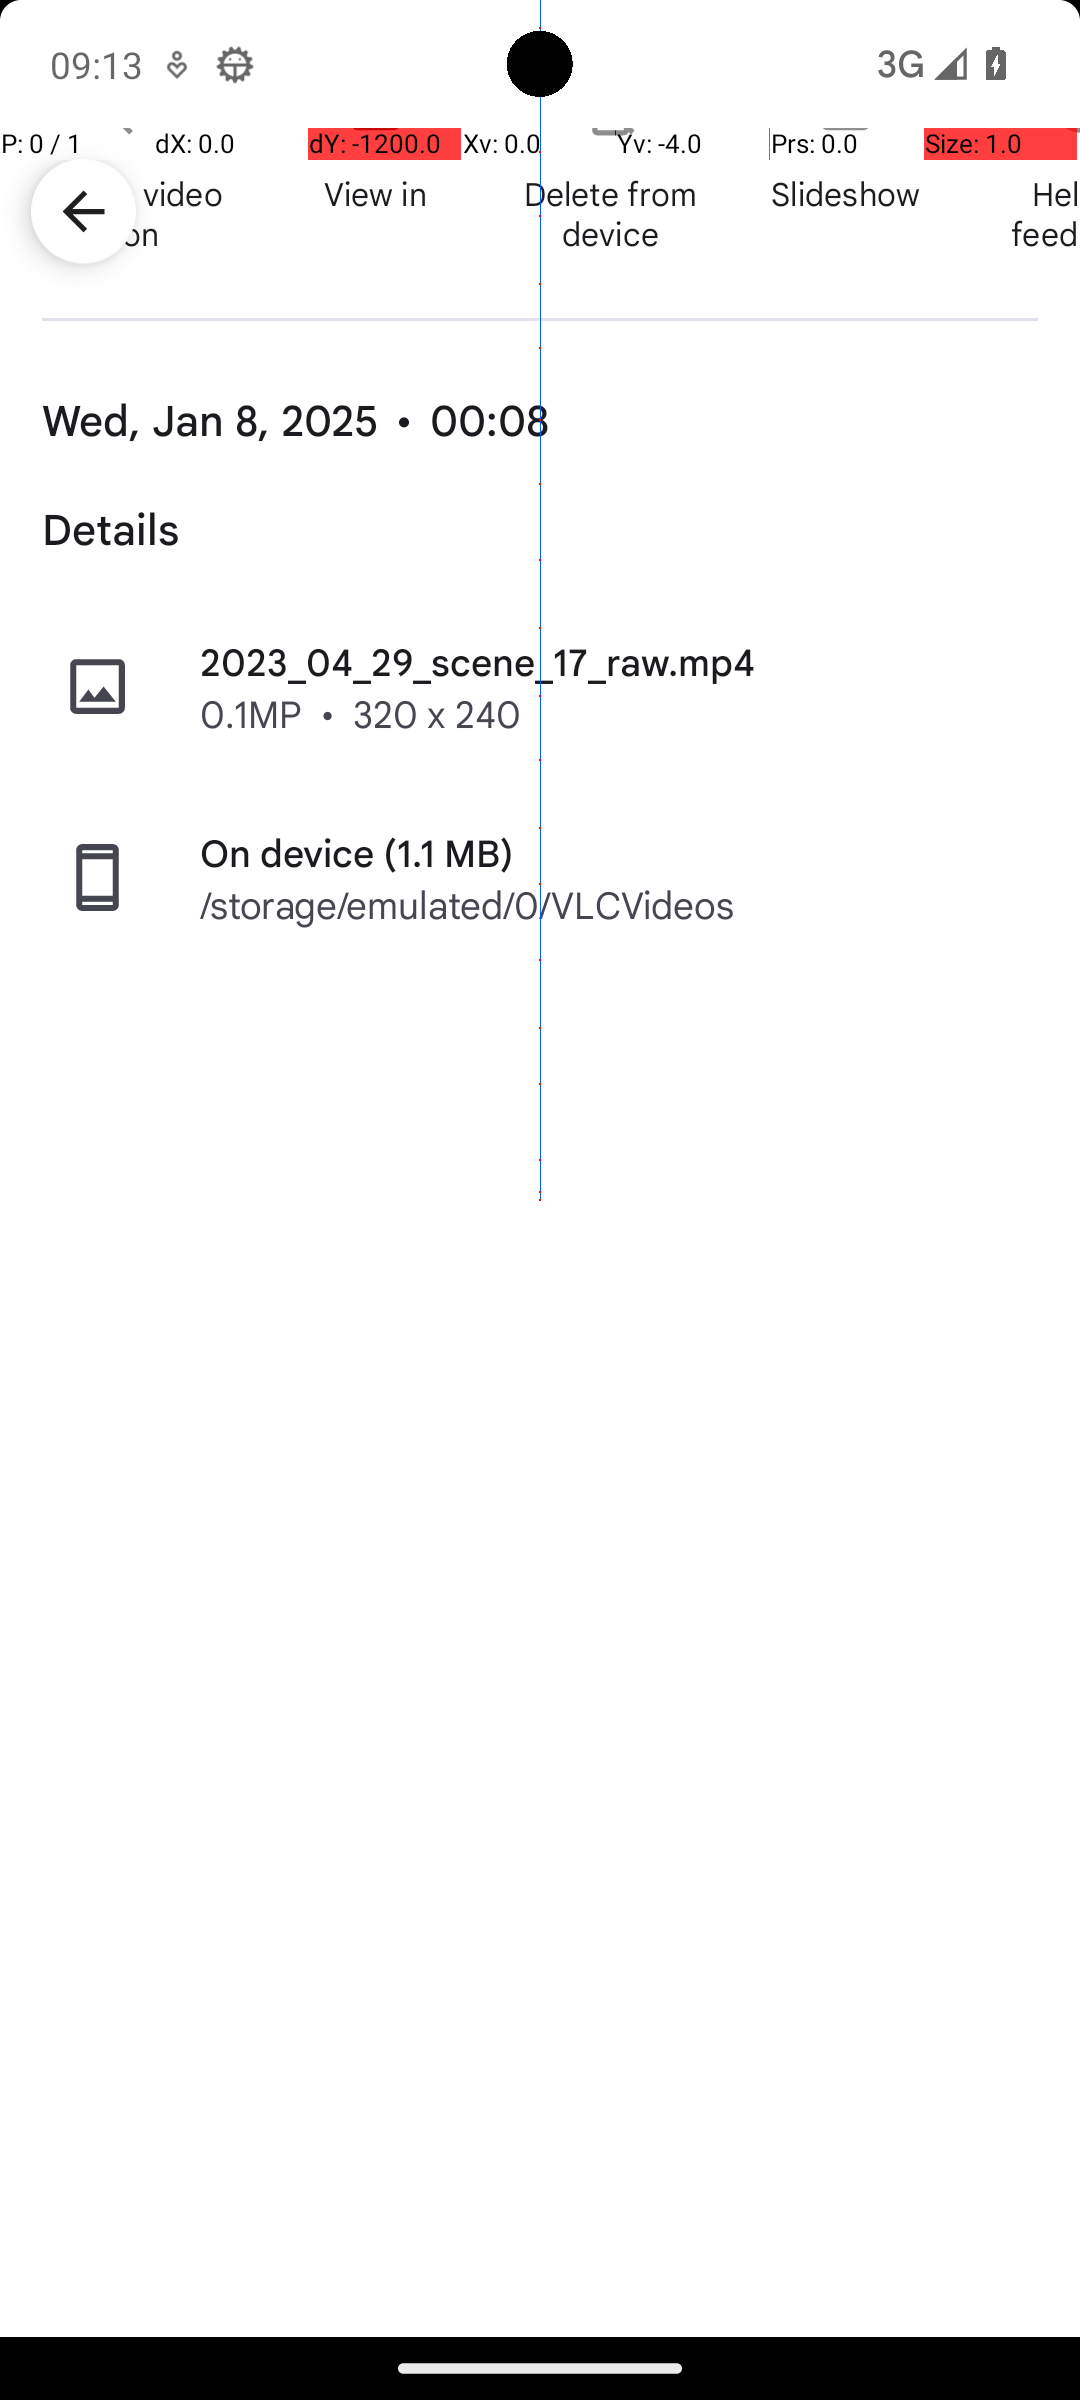 09:13
3G
P: 0 / 1 dX: 0.0 dY: -1200.0 Xv: 0.0 Yv: -4.0 Prs: 0.0 Size: 1.0
video View in Delete from Slideshow Hel
on device feed
Wed, Jan 8, 2025 • 00:08
Details
2023_04_29_scene_17_raw.mp4
0.1MP • 320 x 240
On device (1.1 MB)
/storage/emulated/0/VLCVideos